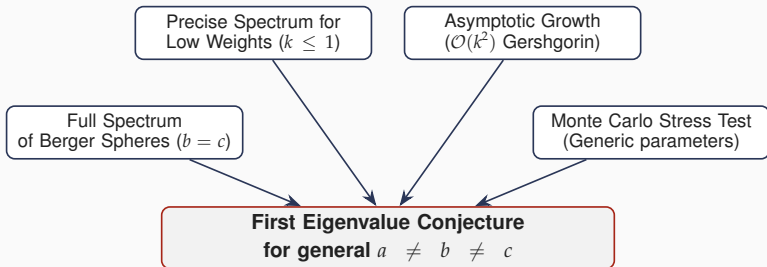 Precise Spectrum for
Low Weights (k ≤ 1)
Asymptotic Growth
(𝒪(k²) Gershgorin)
Full Spectrum
of Berger Spheres (b = c)
Monte Carlo Stress Test
(Generic parameters)
First Eigenvalue Conjecture
for general a ≠ b ≠ c